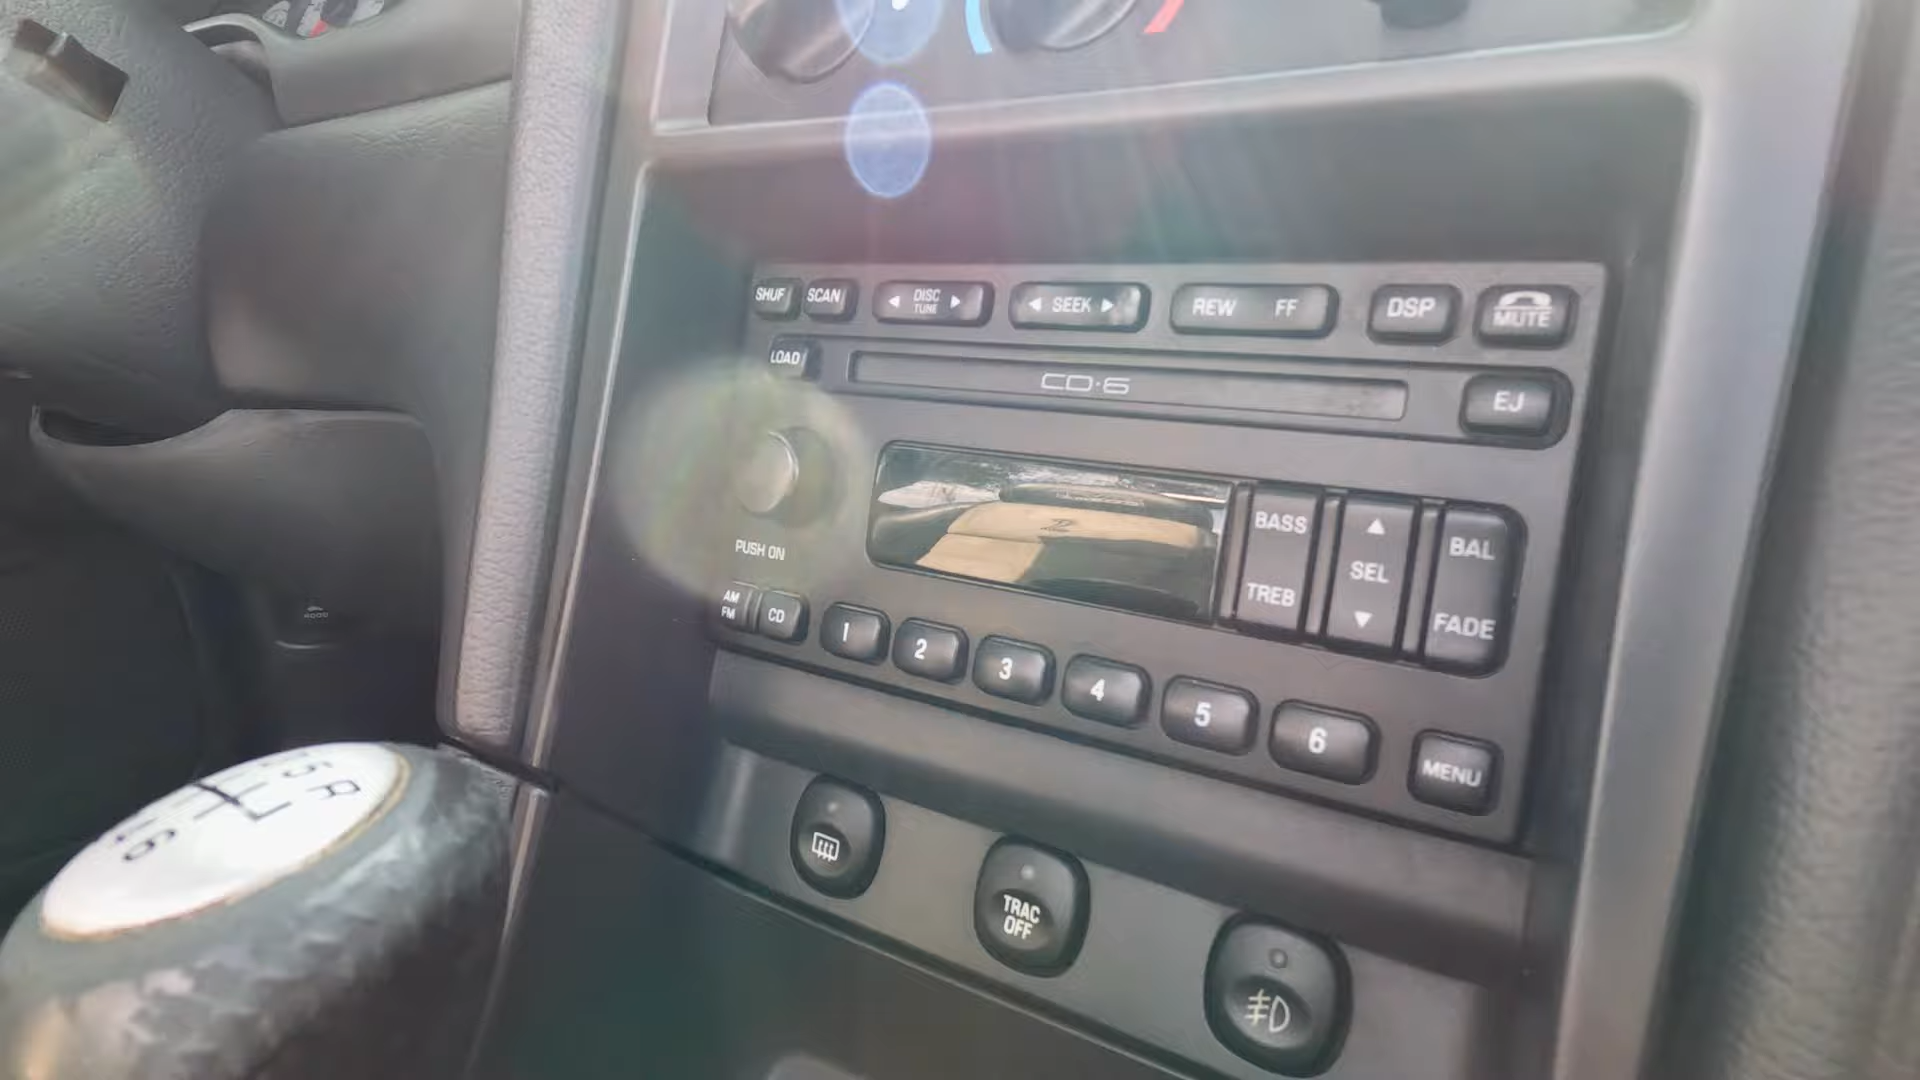 SHUF SCAN ◄ DISC TUNE ► ◄ SEEK ► REW FF DSP MUTE
LOAD CD·6 EJ
PUSH ON
BASS
TREB
▲
SEL
▼
BAL
FADE
AM
FM
CD
1 2 3 4 5 6
MENU
TRAC
OFF
5 R
6
HOOD